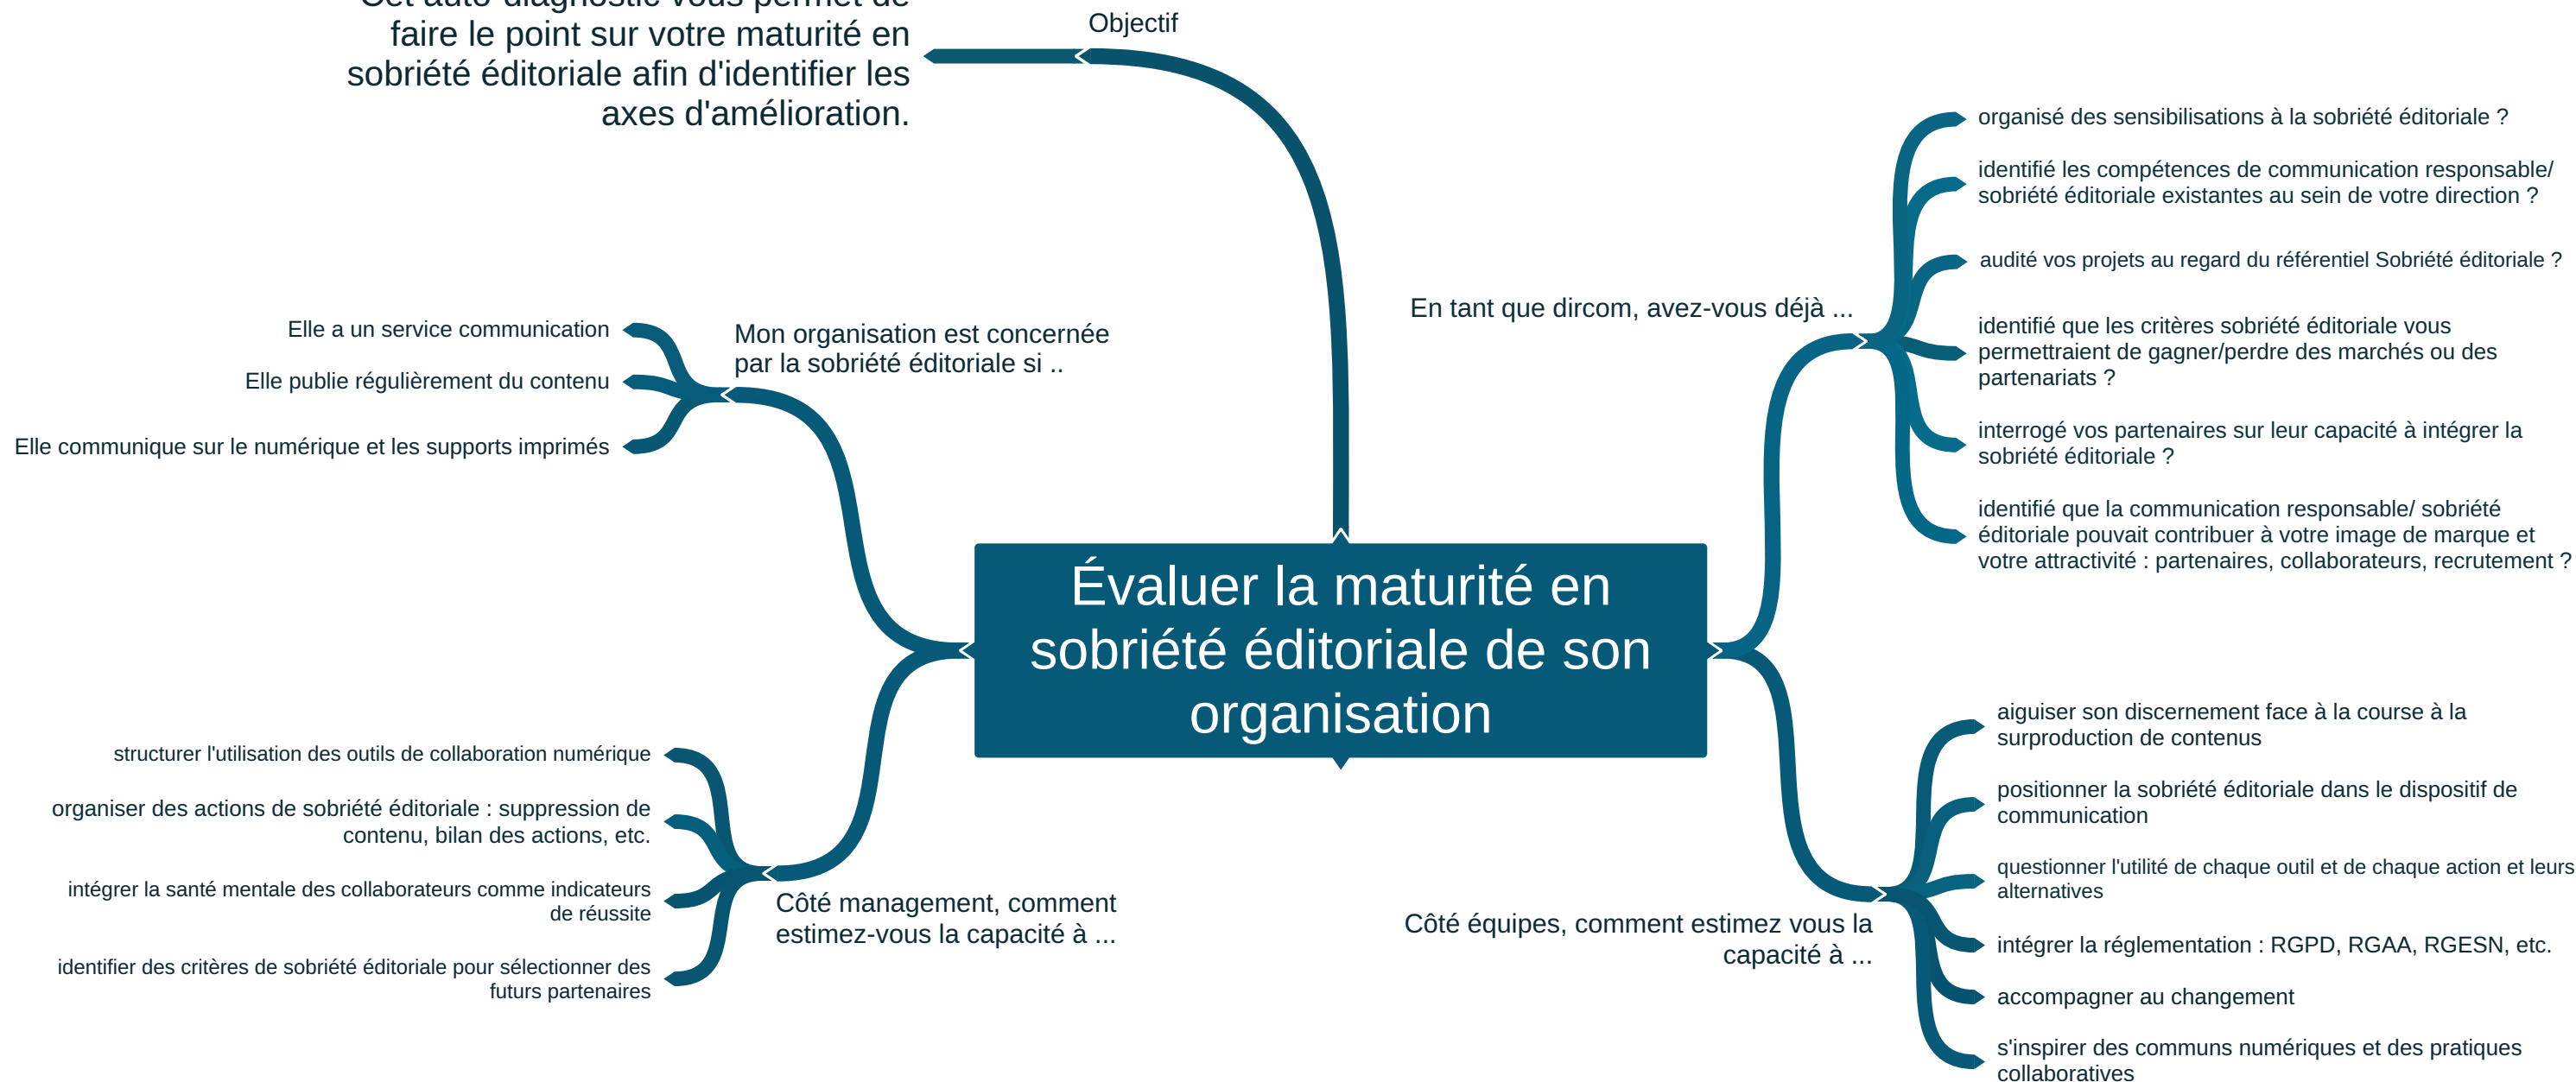 Cet auto-diagnostic vous permet de
faire le point sur votre maturité en
sobriété éditoriale afin d'identifier les
axes d'amélioration.
Objectif
Mon organisation est concernée
par la sobriété éditoriale si ..
Elle a un service communication
Elle publie régulièrement du contenu
Elle communique sur le numérique et les supports imprimés
En tant que dircom, avez-vous déjà ...
organisé des sensibilisations à la sobriété éditoriale ?
identifié les compétences de communication responsable/
sobriété éditoriale existantes au sein de votre direction ?
audité vos projets au regard du référentiel Sobriété éditoriale ?
identifié que les critères sobriété éditoriale vous
permettraient de gagner/perdre des marchés ou des
partenariats ?
interrogé vos partenaires sur leur capacité à intégrer la
sobriété éditoriale ?
identifié que la communication responsable/ sobriété
éditoriale pouvait contribuer à votre image de marque et
votre attractivité : partenaires, collaborateurs, recrutement ?
Évaluer la maturité en
sobriété éditoriale de son
organisation
structurer l'utilisation des outils de collaboration numérique
organiser des actions de sobriété éditoriale : suppression de
contenu, bilan des actions, etc.
intégrer la santé mentale des collaborateurs comme indicateurs
de réussite
identifier des critères de sobriété éditoriale pour sélectionner des
futurs partenaires
Côté management, comment
estimez-vous la capacité à ...
Côté équipes, comment estimez vous la
capacité à ...
aiguiser son discernement face à la course à la
surproduction de contenus
positionner la sobriété éditoriale dans le dispositif de
communication
questionner l'utilité de chaque outil et de chaque action et leurs
alternatives
intégrer la réglementation : RGPD, RGAA, RGESN, etc.
accompagner au changement
s'inspirer des communs numériques et des pratiques
collaboratives